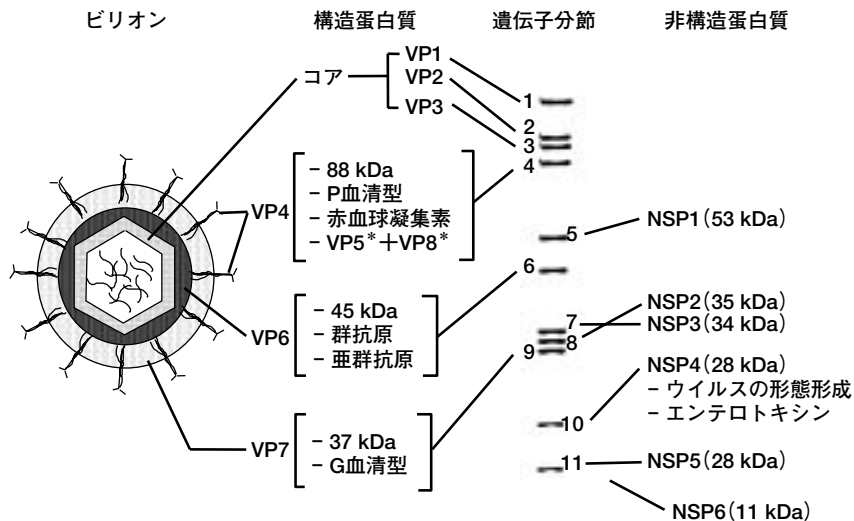 ビリオン 構造蛋白質 遺伝子分節 非構造蛋白質
コア
VP1
VP2
VP3
VP4
– 88 kDa
– P血清型
– 赤血球凝集素
– VP5*＋VP8*
VP6
– 45 kDa
– 群抗原
– 亜群抗原
VP7
– 37 kDa
– G血清型
1
2
3
4
5
6
7
8
9
10
11
NSP1（53 kDa）
NSP2（35 kDa）
NSP3（34 kDa）
NSP4（28 kDa）
– ウイルスの形態形成
– エンテロトキシン
NSP5（28 kDa）
NSP6（11 kDa）